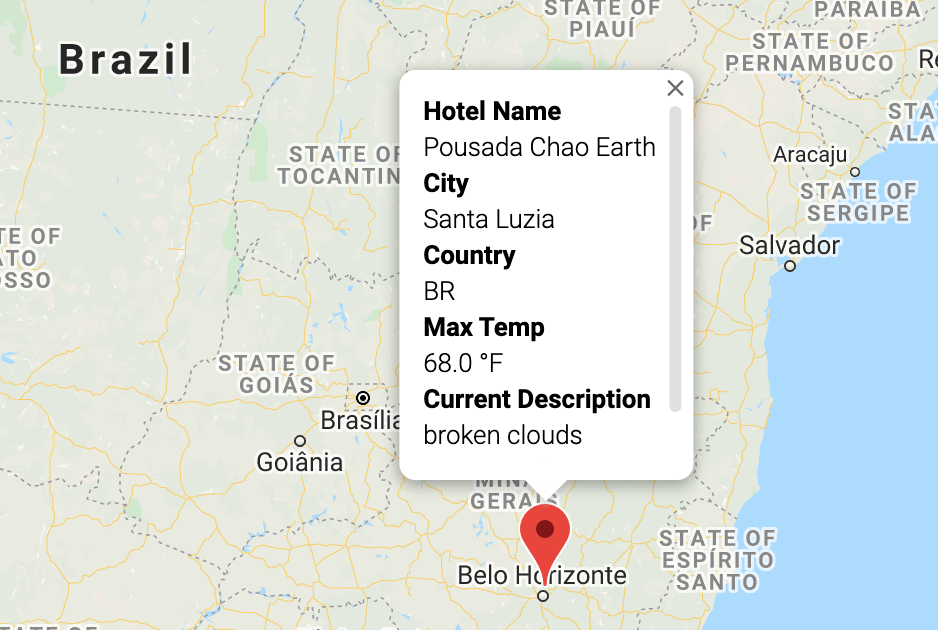 STATE OF
PIAUÍ
PARAÍBA
STATE OF
PERNAMBUCO
Brazil
Hotel Name
Pousada Chao Earth
City
Santa Luzia
Country
BR
Max Temp
68.0 °F
Current Description
broken clouds
STATE OF
TOCANTIN
Aracaju
STATE OF
SERGIPE
Salvador
STATE OF
GOIÁS
Brasília
Goiânia
GERAIS
Belo Horizonte
STATE OF
ESPÍRITO
SANTO